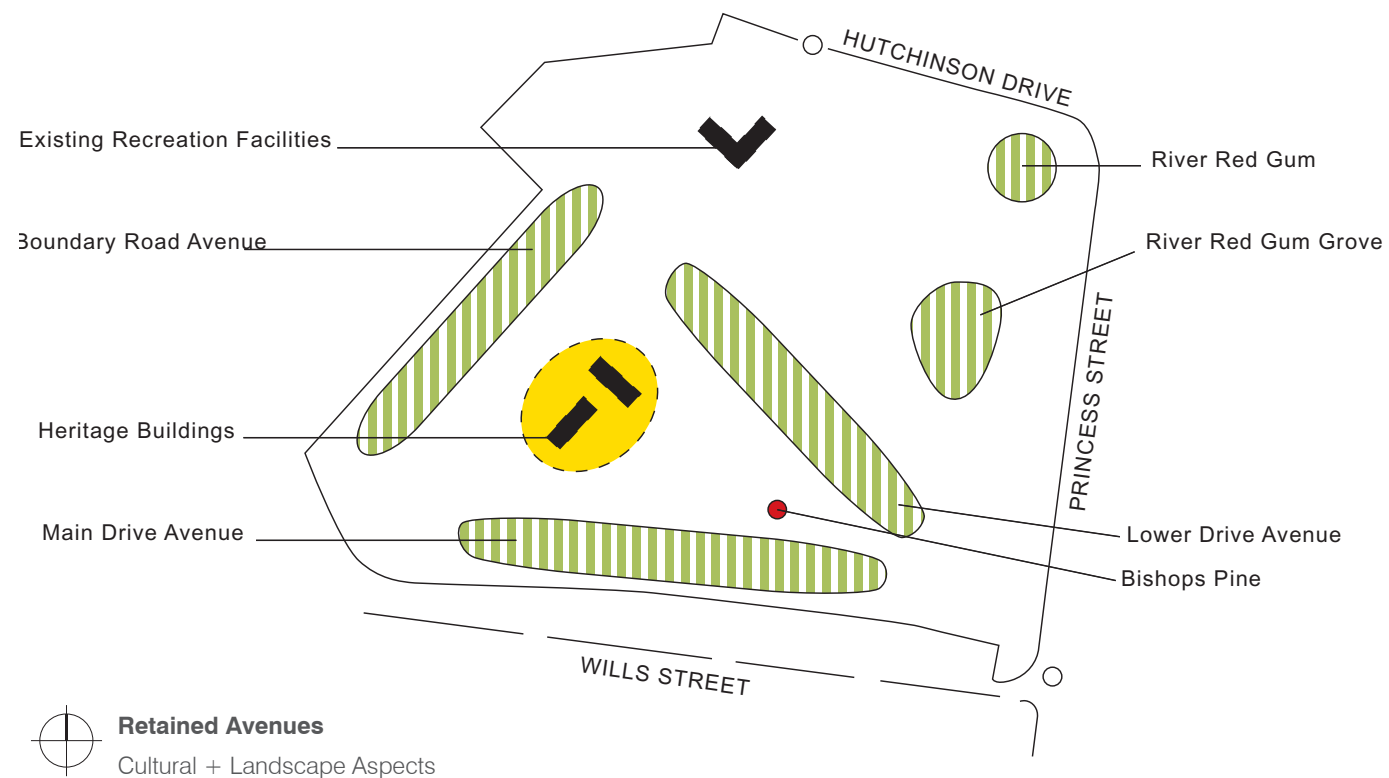 HUTCHINSON DRIVE
Existing Recreation Facilities
River Red Gum
Boundary Road Avenue
River Red Gum Grove
PRINCESS STREET
Heritage Buildings
Main Drive Avenue
Lower Drive Avenue
Bishops Pine
WILLS STREET
Retained Avenues
Cultural + Landscape Aspects